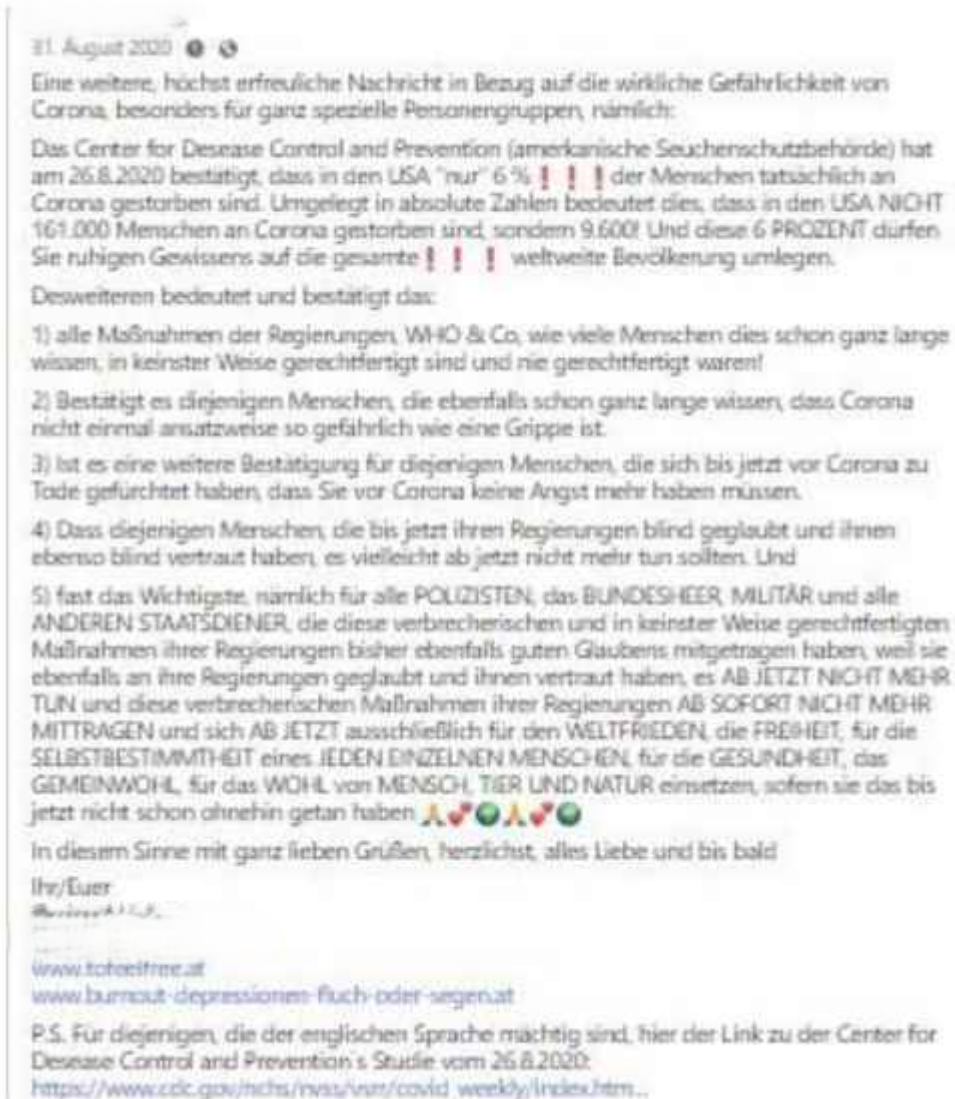 31. August 2020
Eine weitere, höchst erfreuliche Nachricht in Bezug auf die wirkliche Gefährlichkeit von
Corona, besonders für ganz spezielle Personengruppen, nämlich:
Das Center for Desease Control and Prevention (amerkanische Seuchenschutzbehörde) hat
am 26.8.2020 bestätigt, dass in den USA "nur" 6 % ❗❗❗ der Menschen tatsächlich an
Corona gestorben sind. Umgelegt in absolute Zahlen bedeutet dies, dass in den USA NICHT
161.000 Menschen an Corona gestorben sind, sondern 9.600! Und diese 6 PROZENT dürfen
Sie ruhigen Gewissens auf die gesamte ❗❗❗ weltweite Bevölkerung umlegen.
Desweiteren bedeutet und bestätigt das:
1) alle Maßnahmen der Regierungen, WHO & Co, wie viele Menschen dies schon ganz lange
wissen, in keinster Weise gerechtfertigt sind und nie gerechtfertigt waren!
2) Bestätigt es diejenigen Menschen, die ebenfalls schon ganz lange wissen, dass Corona
nicht einmal ansatzweise so gefährlich wie eine Grippe ist.
3) Ist es eine weitere Bestätigung für diejenigen Menschen, die sich bis jetzt vor Corona zu
Tode gefürchtet haben, dass Sie vor Corona keine Angst mehr haben müssen.
4) Dass diejenigen Menschen, die bis jetzt ihren Regierungen blind geglaubt und ihnen
ebenso blind vertraut haben, es vielleicht ab jetzt nicht mehr tun sollten. Und
5) fast das Wichtigste, nämlich für alle POLIZISTEN, das BUNDESHEER, MILITÄR und alle
ANDEREN STAATSDIENER, die diese verbrecherischen und in keinster Weise gerechtfertigten
Maßnahmen ihrer Regierungen bisher ebenfalls guten Glaubens mitgetragen haben, weil sie
ebenfalls an ihre Regierungen geglaubt und ihnen vertraut haben, es AB JETZT NICHT MEHR
TUN und diese verbrecherischen Maßnahmen ihrer Regierungen AB SOFORT NICHT MEHR
MITTRAGEN und sich AB JETZT ausschließlich für den WELTFRIEDEN, die FREIHEIT, für die
SELBSTBESTIMMTHEIT eines JEDEN EINZELNEN MENSCHEN, für die GESUNDHEIT, das
GEMEINWOHL, für das WOHL von MENSCH, TIER UND NATUR einsetzen, sofern sie das bis
jetzt nicht schon ohnehin getan haben 🙏💕🌍🙏💕🌍
In diesem Sinne mit ganz lieben Grüßen, herzlichst, alles Liebe und bis bald
Ihr/Euer
www.tofeelfree.at
www.burnout-depressionen-fluch-oder-segen.at
P.S. Für diejenigen, die der englischen Sprache mächtig sind, hier der Link zu der Center for
Desease Control and Prevention's Studie vom 26.8.2020:
https://www.cdc.gov/nchs/nvss/vsrr/covid_weekly/index.htm...